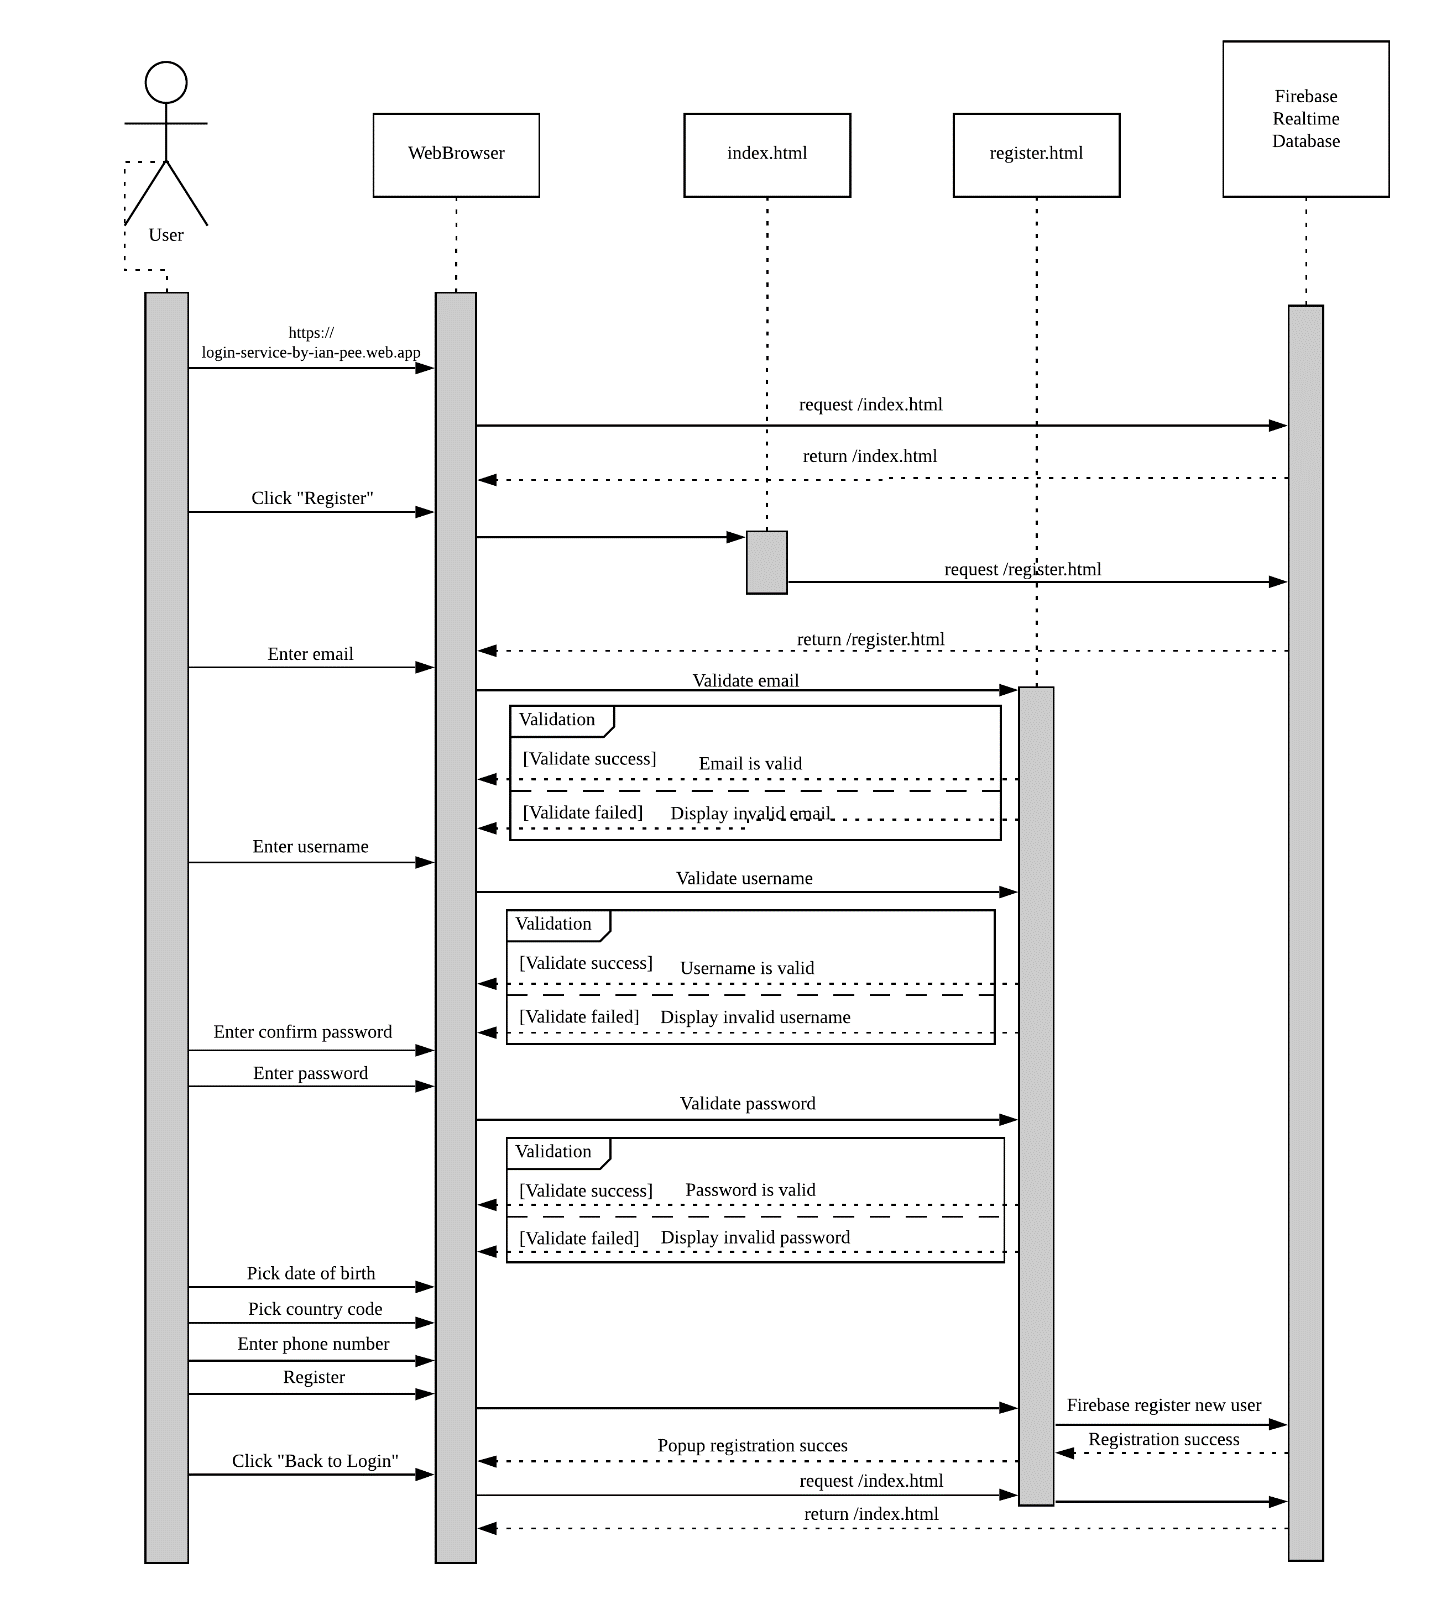 Firebase
Realtime
Database
WebBrowser
index.html
register.html
User
https://
login-service-by-ian-pee.web.app
request /index.html
return /index.html
Click "Register"
request /register.html
return /register.html
Enter email
Validate email
Validation
[Validate success]
Email is valid
[Validate failed]
Display invalid email
Enter username
Validate username
Validation
[Validate success]
Username is valid
[Validate failed]
Display invalid username
Enter confirm password
Enter password
Validate password
Validation
[Validate success]
Password is valid
[Validate failed]
Display invalid password
Pick date of birth
Pick country code
Enter phone number
Register
Firebase register new user
Registration success
Popup registration succes
Click "Back to Login"
request /index.html
return /index.html